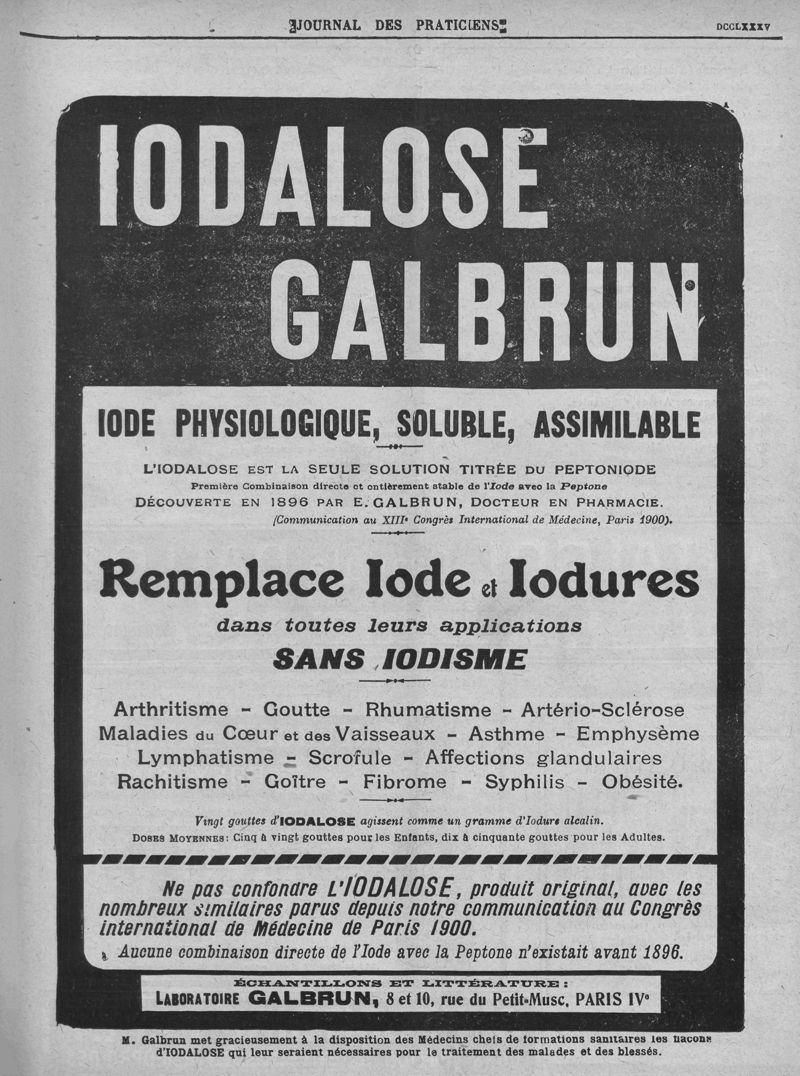 JOURNAL DES PRATICIENS
DCCLXXXV
IODALOSE
GALBRUN
IODE PHYSIOLOGIQUE, SOLUBLE, ASSIMILABLE
L'IODALOSE EST LA SEULE SOLUTION TITRÉE DU PEPTONIODE
Première Combinaison directe et entièrement stable de l'Iode avec la Peptone
DÉCOUVERTE EN 1896 PAR E. GALBRUN, DOCTEUR EN PHARMACIE.
(Communication au XIIIe Congrès International de Médecine, Paris 1900).
Remplace Iode et Iodures
dans toutes leurs applications
SANS IODISME
Arthritisme - Goutte - Rhumatisme - Artério-Sclérose
Maladies du Cœur et des Vaisseaux - Asthme - Emphysème
Lymphatisme - Scrofule - Affections glandulaires
Rachitisme - Goître - Fibrome - Syphilis - Obésité.
Vingt gouttes d'IODALOSE agissent comme un gramme d'Iodure alcalin.
DOSES MOYENNES: Cinq à vingt gouttes pour les Enfants, dix à cinquante gouttes pour les Adultes.
Ne pas confondre L'IODALOSE, produit original, avec les
nombreux similaires parus depuis notre communication au Congrès
international de Médecine de Paris 1900.
Aucune combinaison directe de l'Iode avec la Peptone n'existait avant 1896.
ÉCHANTILLONS ET LITTÉRATURE:
LABORATOIRE GALBRUN, 8 et 10, rue du Petit-Musc, PARIS IVe
M. Galbrun met gracieusement à la disposition des Médecins chefs de formations sanitaires les flacons
d'IODALOSE qui leur seraient nécessaires pour le traitement des malades et des blessés.